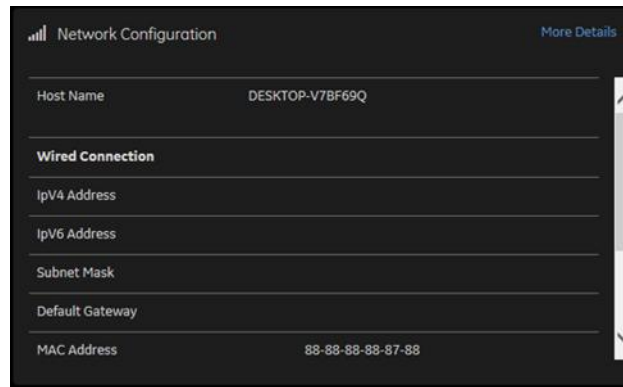 Network Configuration More Details
Host Name DESKTOP-V7BF69Q
Wired Connection
IpV4 Address
IpV6 Address
Subnet Mask
Default Gateway
MAC Address 88-88-88-88-87-88